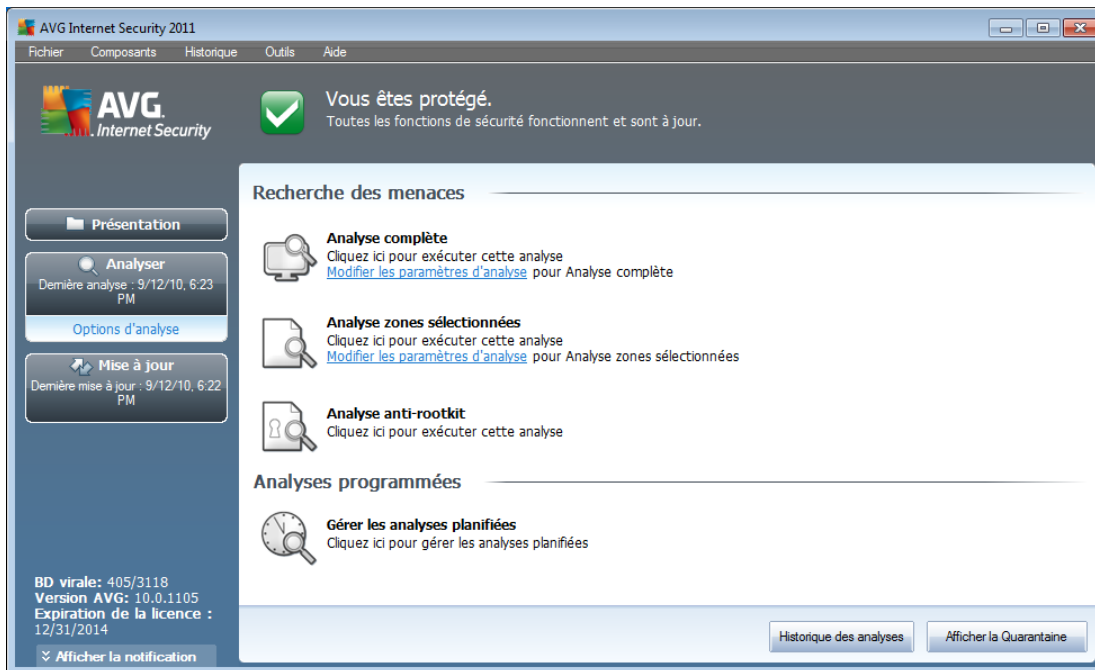 AVG Internet Security 2011
Fichier Composants Historique Outils Aide
AVG.
Internet Security
Vous êtes protégé.
Toutes les fonctions de sécurité fonctionnent et sont à jour.
Présentation
Analyser
Dernière analyse : 9/12/10, 6:23
PM
Options d'analyse
Mise à jour
Dernière mise à jour : 9/12/10, 6:22
PM
BD virale: 405/3118
Version AVG: 10.0.1105
Expiration de la licence :
12/31/2014
Afficher la notification
Recherche des menaces
Analyse complète
Cliquez ici pour exécuter cette analyse
Modifier les paramètres d'analyse pour Analyse complète
Analyse zones sélectionnées
Cliquez ici pour exécuter cette analyse
Modifier les paramètres d'analyse pour Analyse zones sélectionnées
Analyse anti-rootkit
Cliquez ici pour exécuter cette analyse
Analyses programmées
Gérer les analyses planifiées
Cliquez ici pour gérer les analyses planifiées
Historique des analyses
Afficher la Quarantaine